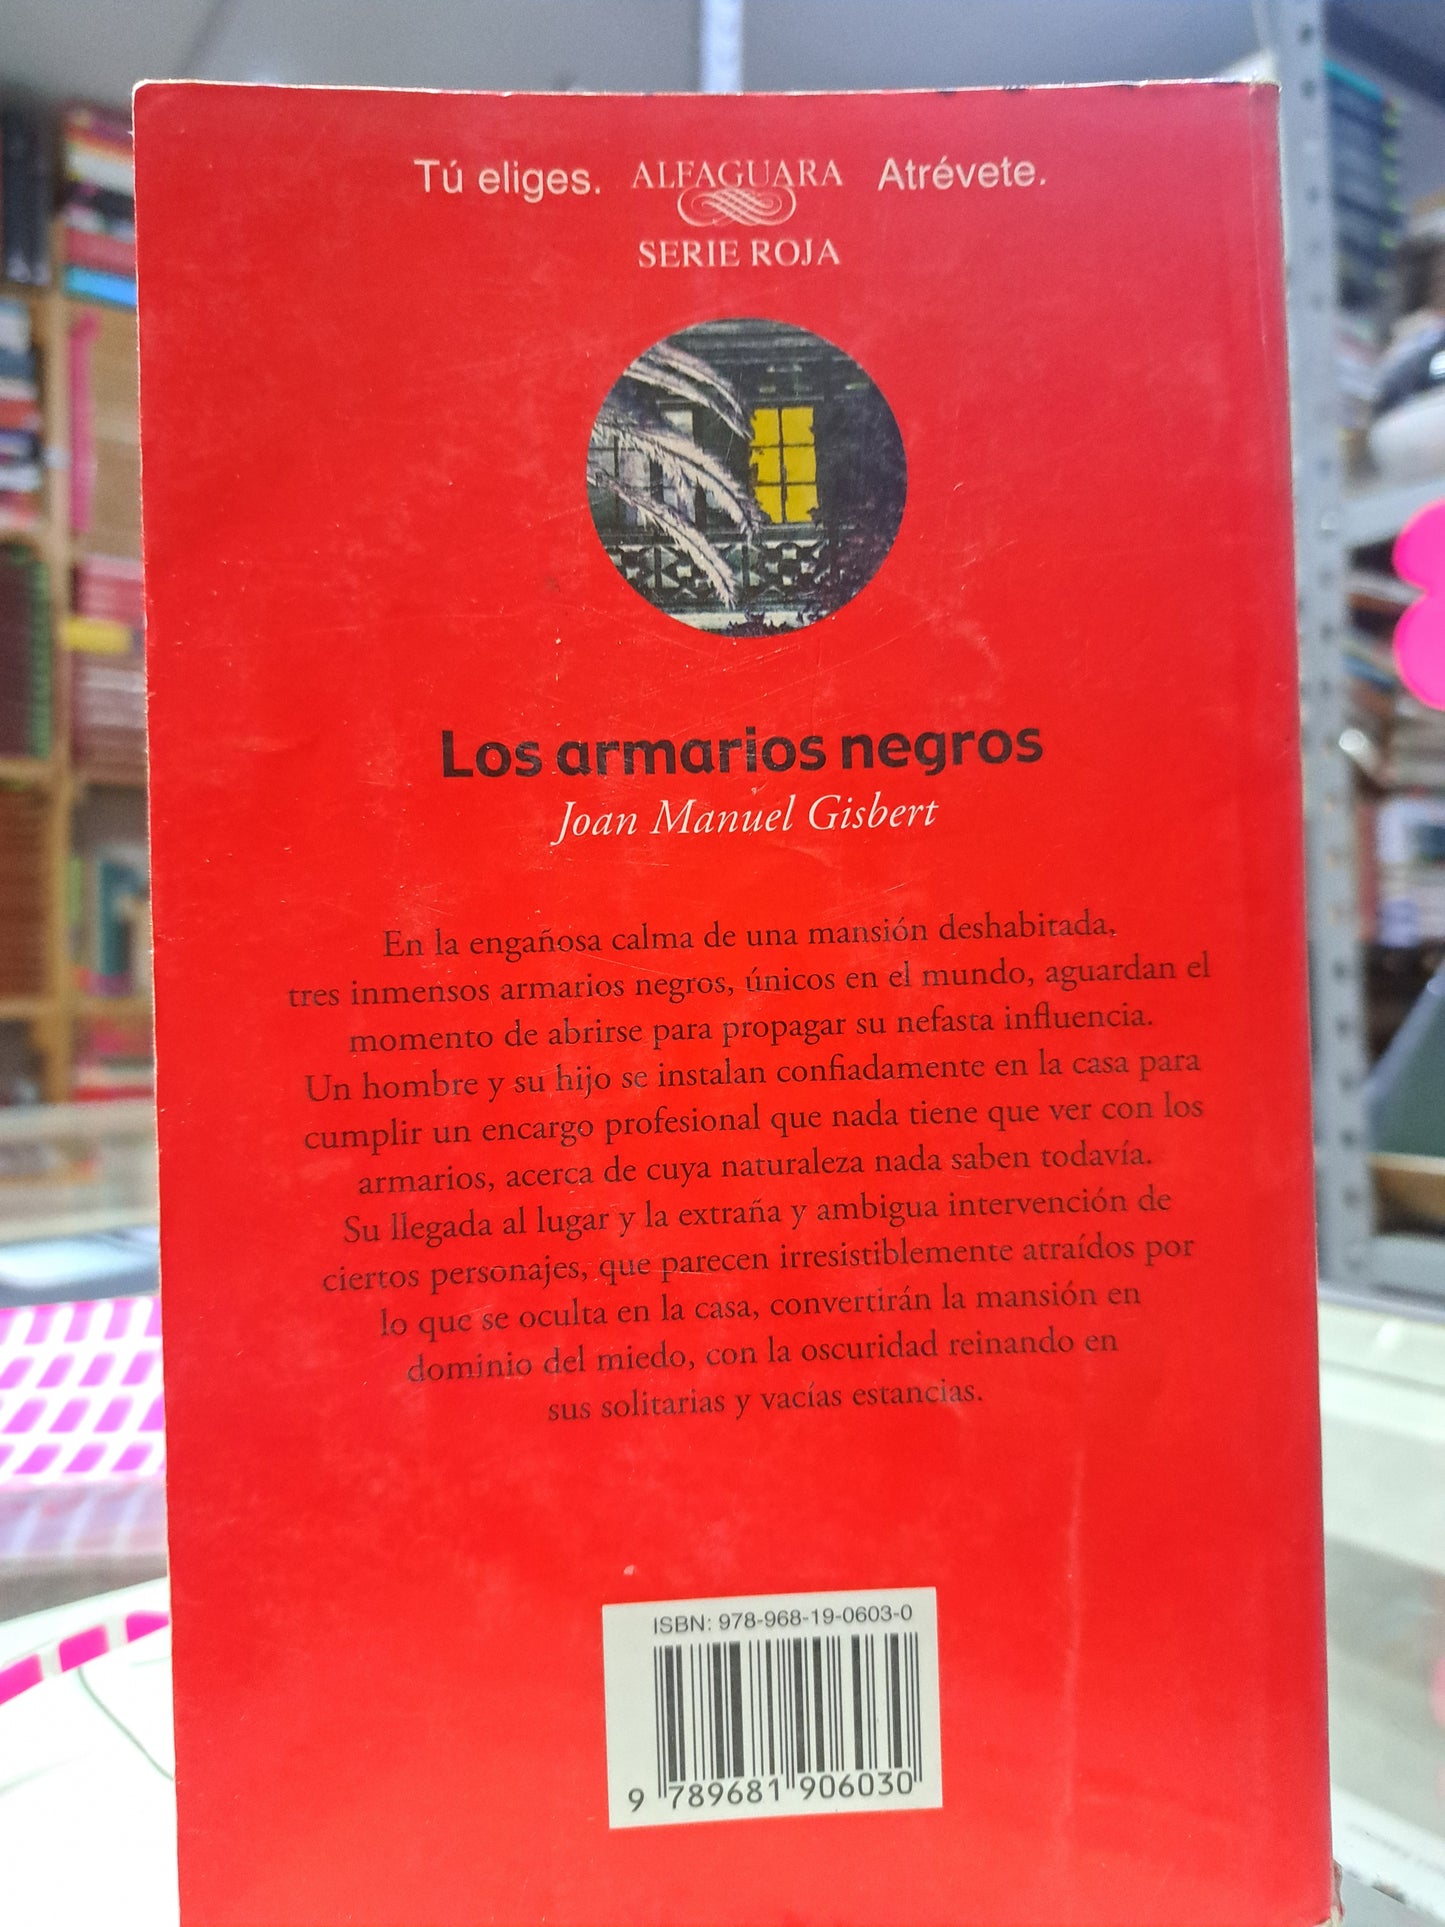 Tú eliges. ALFAGUARA Atrévete.
SERIE ROJA
Los armarios negros
Joan Manuel Gisbert
En la engañosa calma de una mansión deshabitada,
tres inmensos armarios negros, únicos en el mundo, aguardan el
momento de abrirse para propagar su nefasta influencia.
Un hombre y su hijo se instalan confiadamente en la casa para
cumplir un encargo profesional que nada tiene que ver con los
armarios, acerca de cuya naturaleza nada saben todavía.
Su llegada al lugar y la extraña y ambigua intervención de
ciertos personajes, que parecen irresistiblemente atraídos por
lo que se oculta en la casa, convertirán la mansión en
dominio del miedo, con la oscuridad reinando en
sus solitarias y vacías estancias.
ISBN: 978-968-19-0603-0
9 789681 906030